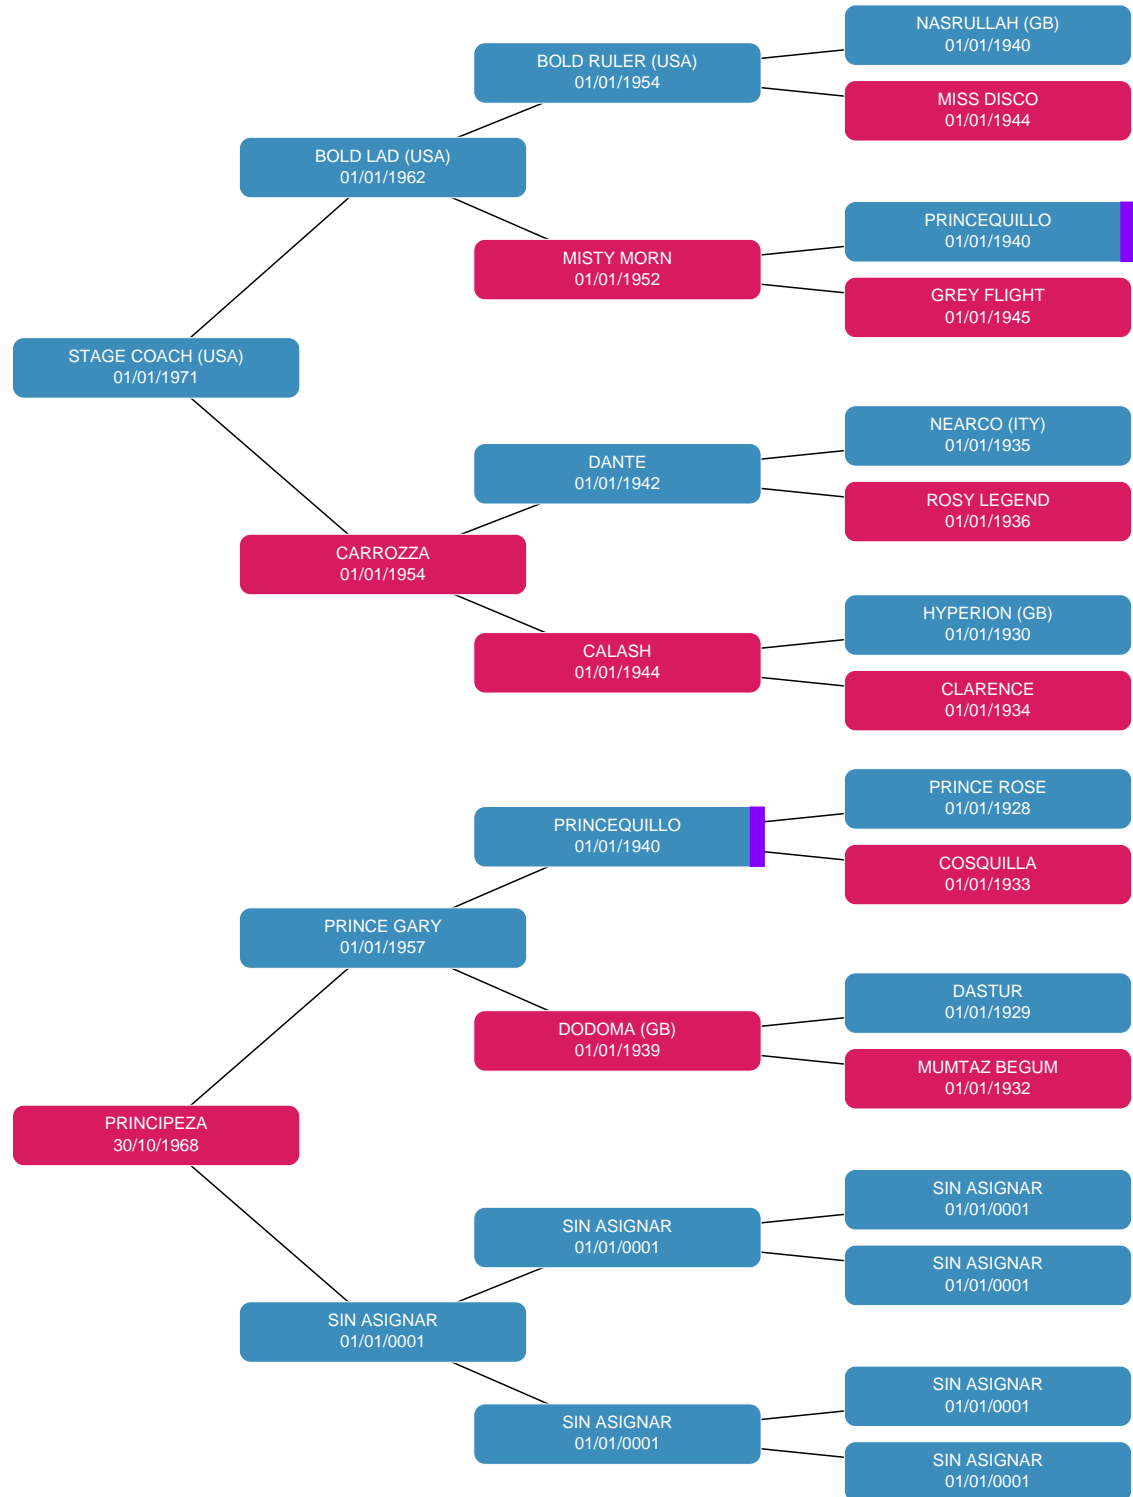 NASRULLAH (GB)
01/01/1940
BOLD RULER (USA)
01/01/1954
MISS DISCO
01/01/1944
BOLD LAD (USA)
01/01/1962
PRINCEQUILLO
01/01/1940
MISTY MORN
01/01/1952
GREY FLIGHT
01/01/1945
STAGE COACH (USA)
01/01/1971
NEARCO (ITY)
01/01/1935
DANTE
01/01/1942
ROSY LEGEND
01/01/1936
CARROZZA
01/01/1954
HYPERION (GB)
01/01/1930
CALASH
01/01/1944
CLARENCE
01/01/1934
PRINCE ROSE
01/01/1928
PRINCEQUILLO
01/01/1940
COSQUILLA
01/01/1933
PRINCE GARY
01/01/1957
DASTUR
01/01/1929
DODOMA (GB)
01/01/1939
MUMTAZ BEGUM
01/01/1932
PRINCIPEZA
30/10/1968
SIN ASIGNAR
01/01/0001
SIN ASIGNAR
01/01/0001
SIN ASIGNAR
01/01/0001
SIN ASIGNAR
01/01/0001
SIN ASIGNAR
01/01/0001
SIN ASIGNAR
01/01/0001
SIN ASIGNAR
01/01/0001